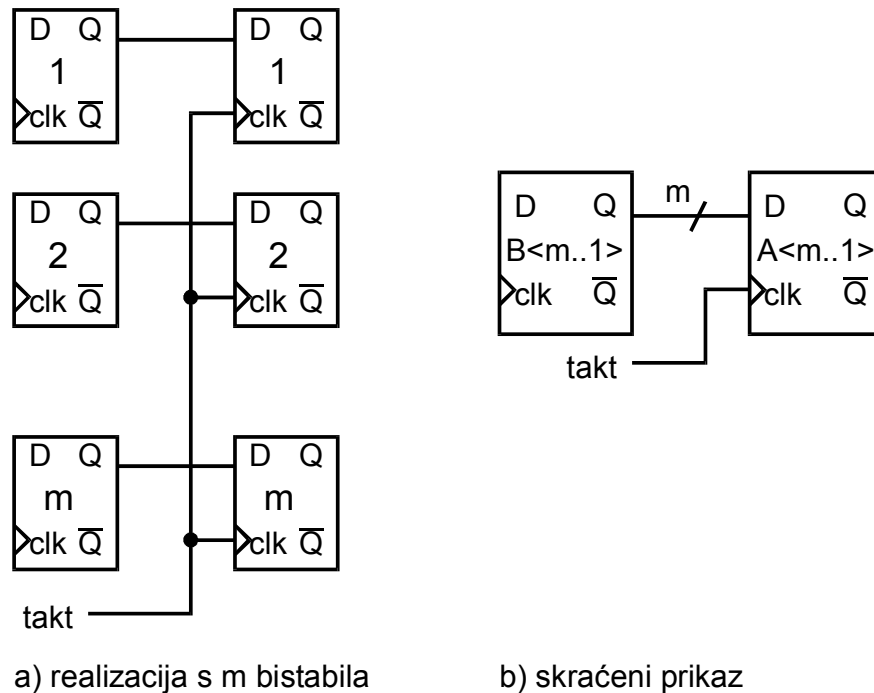 D Q
1
clk Q
D Q
1
clk Q
D Q
2
clk Q
D Q
2
clk Q
D Q
m
clk Q
D Q
m
clk Q
takt
a) realizacija s m bistabila
D Q
B<m..1>
clk Q
m
D Q
A<m..1>
clk Q
takt
b) skraćeni prikaz